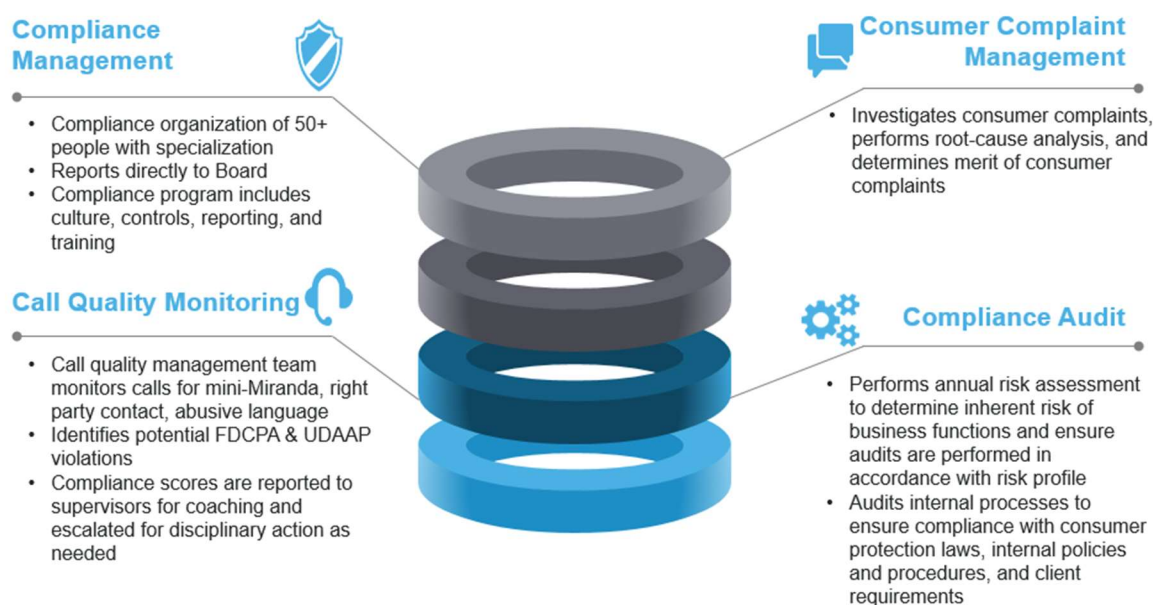 Compliance
Management
• Compliance organization of 50+
people with specialization
• Reports directly to Board
• Compliance program includes
culture, controls, reporting, and
training
Consumer Complaint
Management
• Investigates consumer complaints,
performs root-cause analysis, and
determines merit of consumer
complaints
Call Quality Monitoring
• Call quality management team
monitors calls for mini-Miranda, right
party contact, abusive language
• Identifies potential FDCPA & UDAAP
violations
• Compliance scores are reported to
supervisors for coaching and
escalated for disciplinary action as
needed
Compliance Audit
• Performs annual risk assessment
to determine inherent risk of
business functions and ensure
audits are performed in
accordance with risk profile
• Audits internal processes to
ensure compliance with consumer
protection laws, internal policies
and procedures, and client
requirements